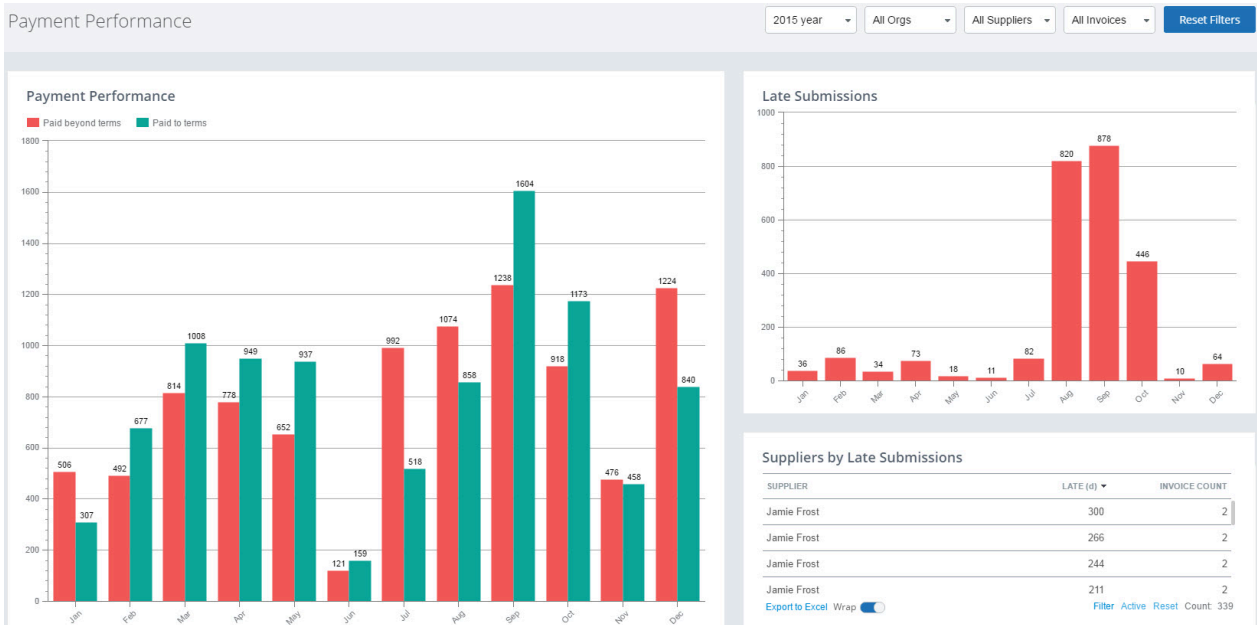 Payment Performance
2015 year All Orgs All Suppliers All Invoices Reset Filters
Payment Performance
Paid beyond terms Paid to terms
1800
1600
1400
1200
1000
800
600
400
200
0
506 307
492 677
814 1008
778 949
652 937
121 159
992 518
1074 858
1238 1604
918 1173
476 458
1224 840
Jan Feb Mar Apr May Jun Jul Aug Sep Oct Nov Dec
Late Submissions
1000
800
600
400
200
0
36 86 34 73 18 11 82 820 878 446 10 64
Jan Feb Mar Apr May Jun Jul Aug Sep Oct Nov Dec
Suppliers by Late Submissions
SUPPLIER LATE (d) INVOICE COUNT
Jamie Frost 300 2
Jamie Frost 266 2
Jamie Frost 244 2
Jamie Frost 211 2
Export to Excel Wrap Filter Active Reset Count: 339